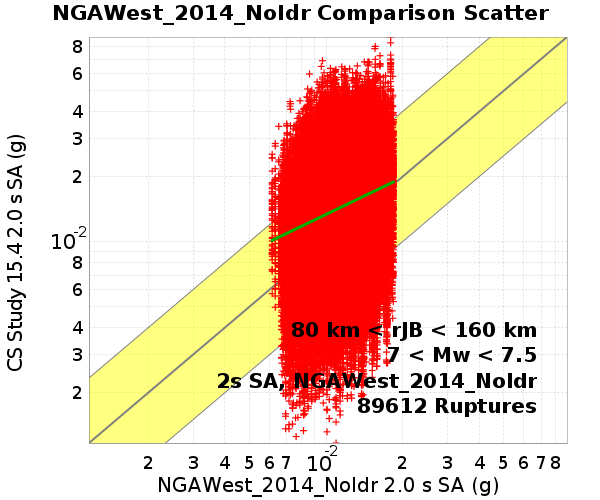 NGAWest_2014_NoIdr Comparison Scatter
CS Study 15.4 2.0 s SA (g)
8
6
4
3
2
10-2
8
6
4
3
2
80 km < rJB < 160 km
7 < Mw < 7.5
2s SA, NGAWest_2014_NoIdr
89612 Ruptures
2 3 4 5 6 7 10-2 2 3 4 5 6 7 8
NGAWest_2014_NoIdr 2.0 s SA (g)